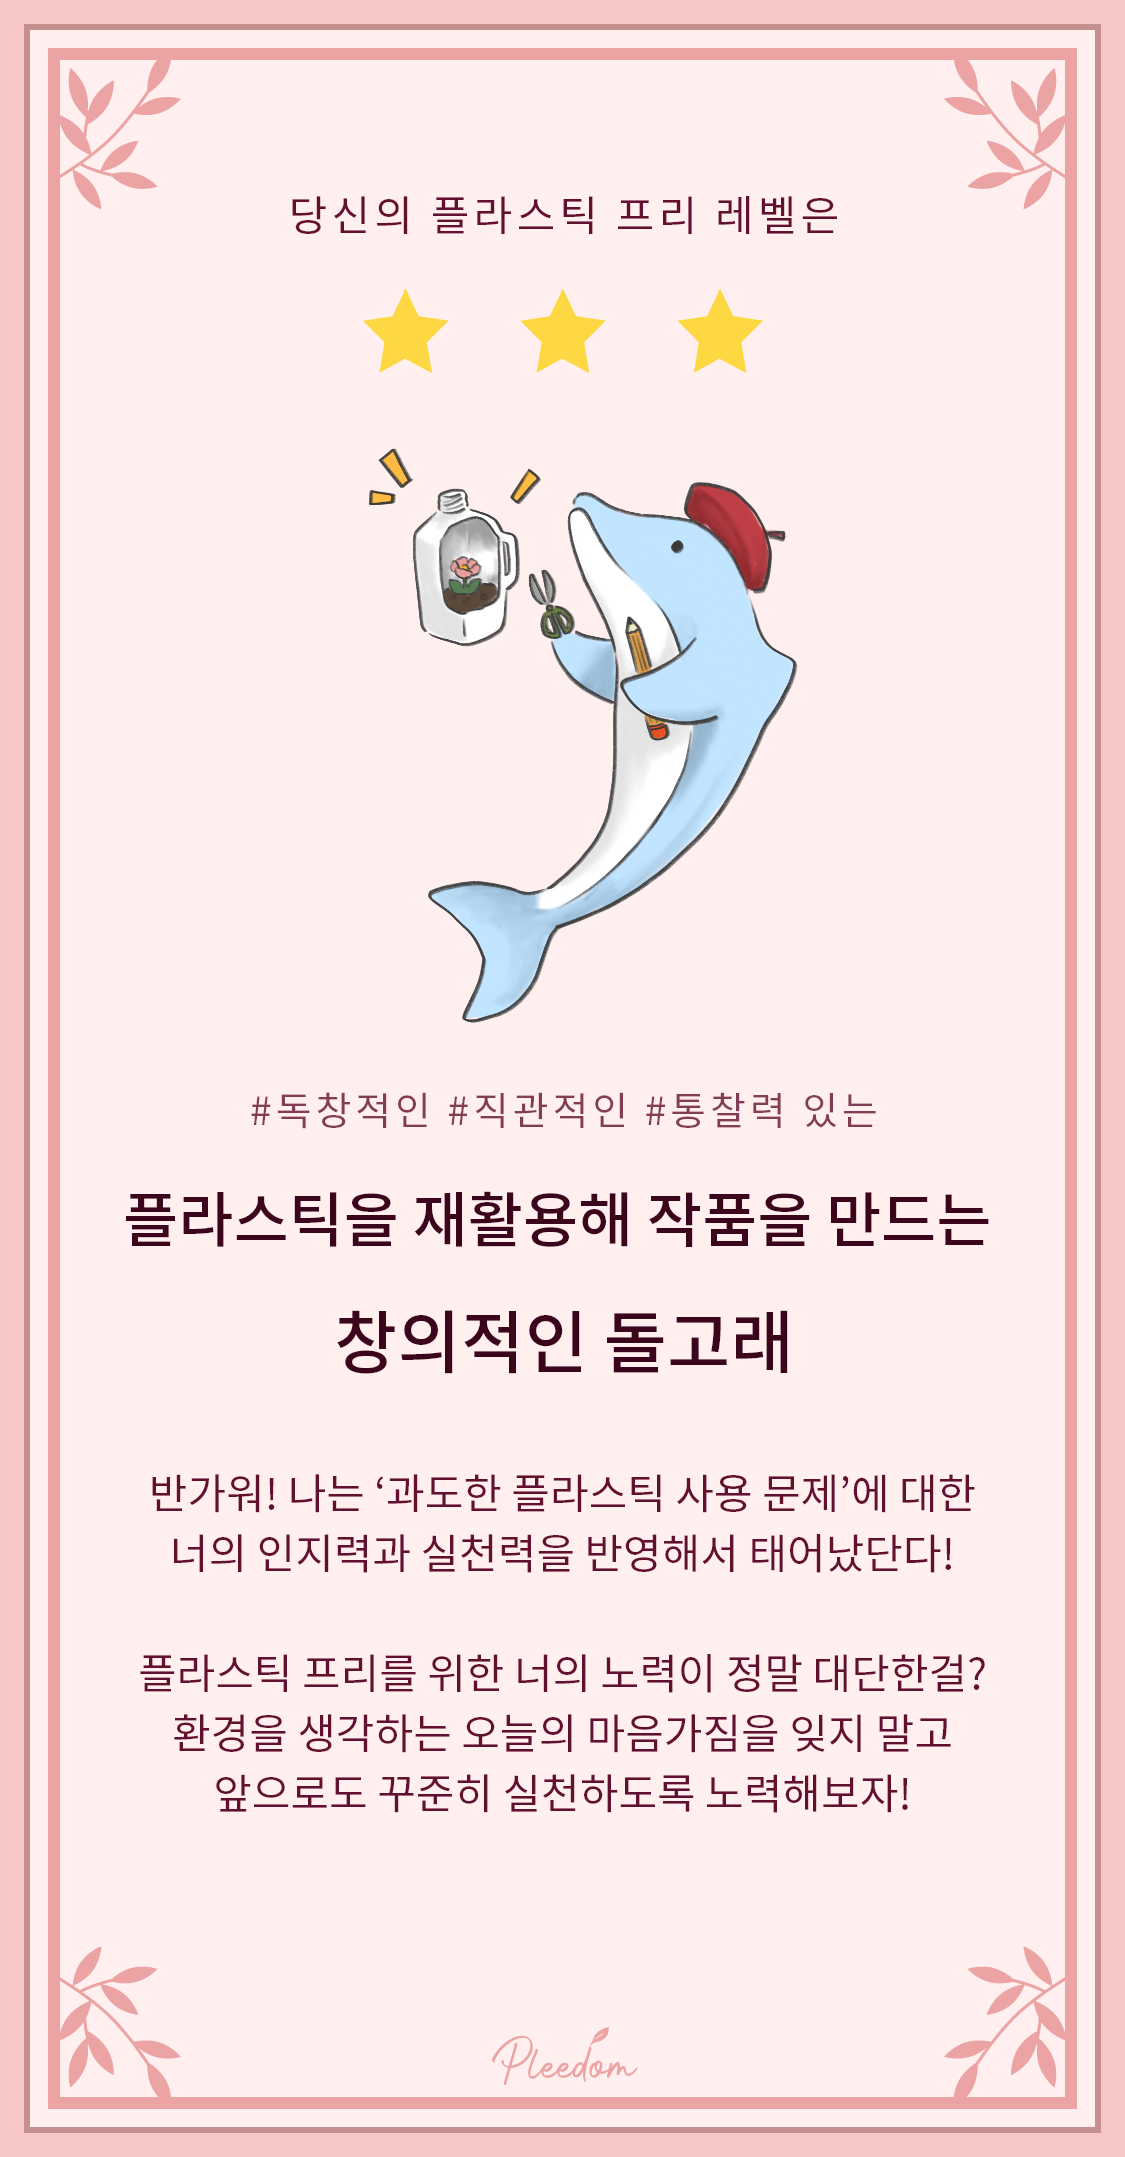 당신의 플라스틱 프리 레벨은
#독창적인 #직관적인 #통찰력 있는
플라스틱을 재활용해 작품을 만드는
창의적인 돌고래
반가워! 나는 ‘과도한 플라스틱 사용 문제’에 대한
너의 인지력과 실천력을 반영해서 태어났단다!
플라스틱 프리를 위한 너의 노력이 정말 대단한걸?
환경을 생각하는 오늘의 마음가짐을 잊지 말고
앞으로도 꾸준히 실천하도록 노력해보자!
Pleedom